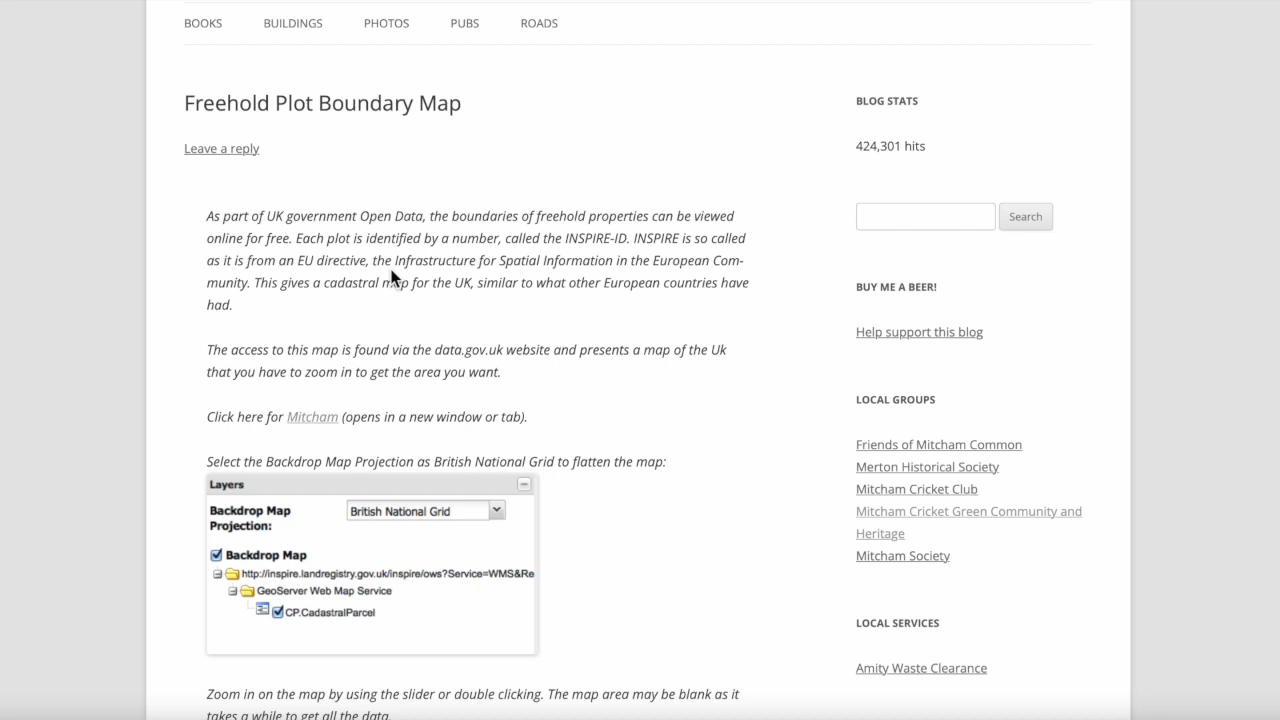 BOOKS BUILDINGS PHOTOS PUBS ROADS
Freehold Plot Boundary Map
Leave a reply
As part of UK government Open Data, the boundaries of freehold properties can be viewed
online for free. Each plot is identified by a number, called the INSPIRE-ID. INSPIRE is so called
as it is from an EU directive, the Infrastructure for Spatial Information in the European Com-
munity. This gives a cadastral map for the UK, similar to what other European countries have
had.
The access to this map is found via the data.gov.uk website and presents a map of the Uk
that you have to zoom in to get the area you want.
Click here for Mitcham (opens in a new window or tab).
Select the Backdrop Map Projection as British National Grid to flatten the map:
Layers
Backdrop Map
Projection:
British National Grid
Backdrop Map
http://inspire.landregistry.gov.uk/inspire/ows?Service=WMS&Re
GeoServer Web Map Service
CP.CadastralParcel
Zoom in on the map by using the slider or double clicking. The map area may be blank as it
takes a while to get all the data.
BLOG STATS
424,301 hits
Search
BUY ME A BEER!
Help support this blog
LOCAL GROUPS
Friends of Mitcham Common
Merton Historical Society
Mitcham Cricket Club
Mitcham Cricket Green Community and
Heritage
Mitcham Society
LOCAL SERVICES
Amity Waste Clearance